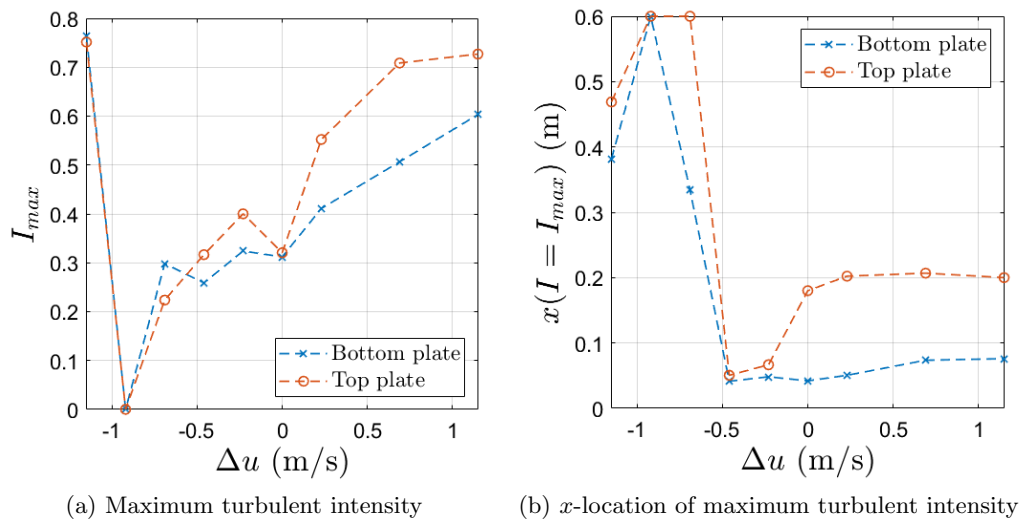 0.8
0.7
0.6
0.5
0.4
0.3
0.2
0.1
0
I_max
-1
-0.5
0
0.5
1
Δu (m/s)
Bottom plate
Top plate
(a) Maximum turbulent intensity
0.6
0.5
0.4
0.3
0.2
0.1
0
x(I = I_max) (m)
-1
-0.5
0
0.5
1
Δu (m/s)
Bottom plate
Top plate
(b) x-location of maximum turbulent intensity